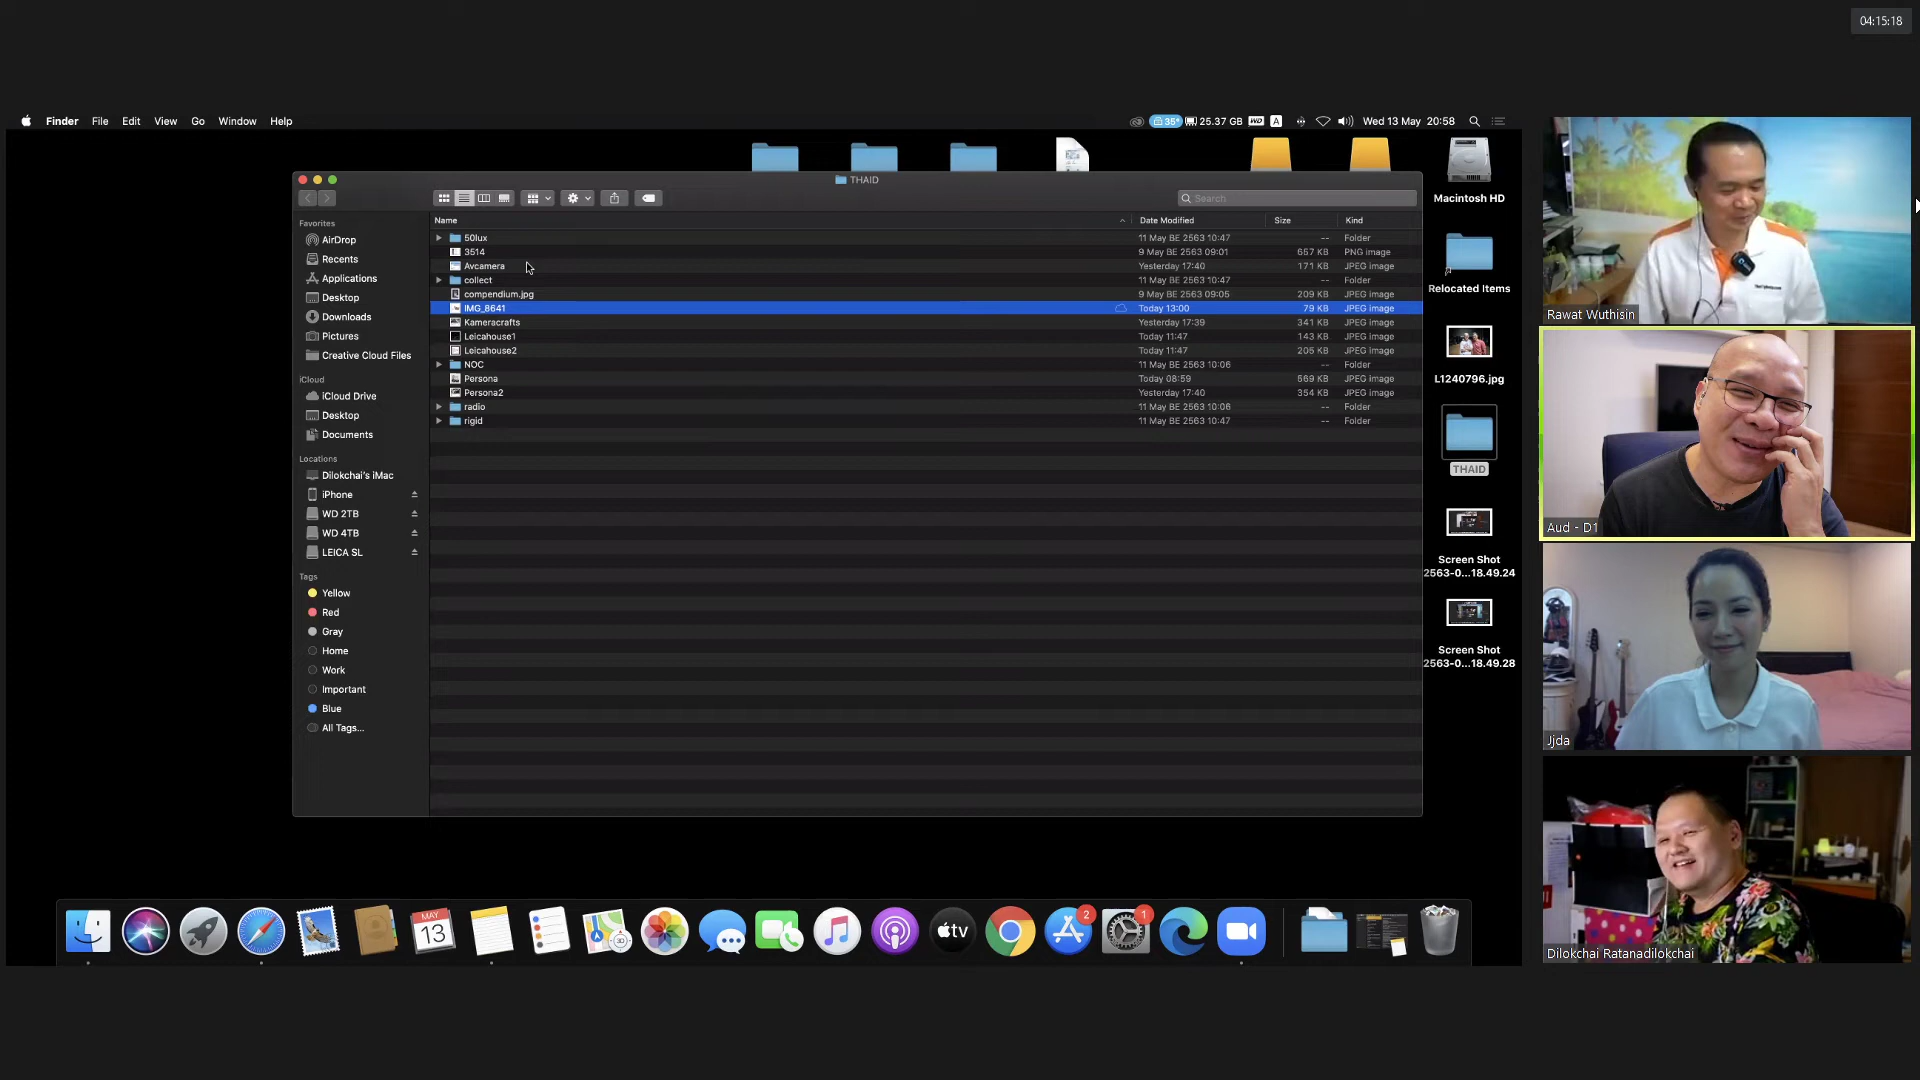 04:15:18
Finder File Edit View Go Window Help
35° 25.37 GB WD A Wed 13 May 20:58
THAID
Search
Favorites
AirDrop
Recents
Applications
Desktop
Downloads
Pictures
Creative Cloud Files
iCloud
iCloud Drive
Desktop
Documents
Locations
Dilokchai's iMac
iPhone
WD 2TB
WD 4TB
LEICA SL
Tags
Yellow
Red
Gray
Home
Work
Important
Blue
All Tags...
Name Date Modified Size Kind
50lux 11 May BE 2563 10:47 -- Folder
3514 9 May BE 2563 09:01 657 KB PNG image
Avcamera Yesterday 17:40 171 KB JPEG image
collect 11 May BE 2563 10:47 -- Folder
compendium.jpg 9 May BE 2563 09:05 209 KB JPEG image
IMG_8641 Today 13:00 79 KB JPEG image
Kameracrafts Yesterday 17:39 341 KB JPEG image
Leicahouse1 Today 11:47 143 KB JPEG image
Leicahouse2 Today 11:47 205 KB JPEG image
NOC 11 May BE 2563 10:06 -- Folder
Persona Today 08:59 569 KB JPEG image
Persona2 Yesterday 17:40 354 KB JPEG image
radio 11 May BE 2563 10:06 -- Folder
rigid 11 May BE 2563 10:47 -- Folder
Macintosh HD
Relocated Items
L1240796.jpg
THAID
Screen Shot
2563-0...18.49.24
Screen Shot
2563-0...18.49.28
Rawat Wuthisin
Aud - D1
Jjda
Dilokchai Ratanadilokchai
MAY
13
3D
tv
2
1